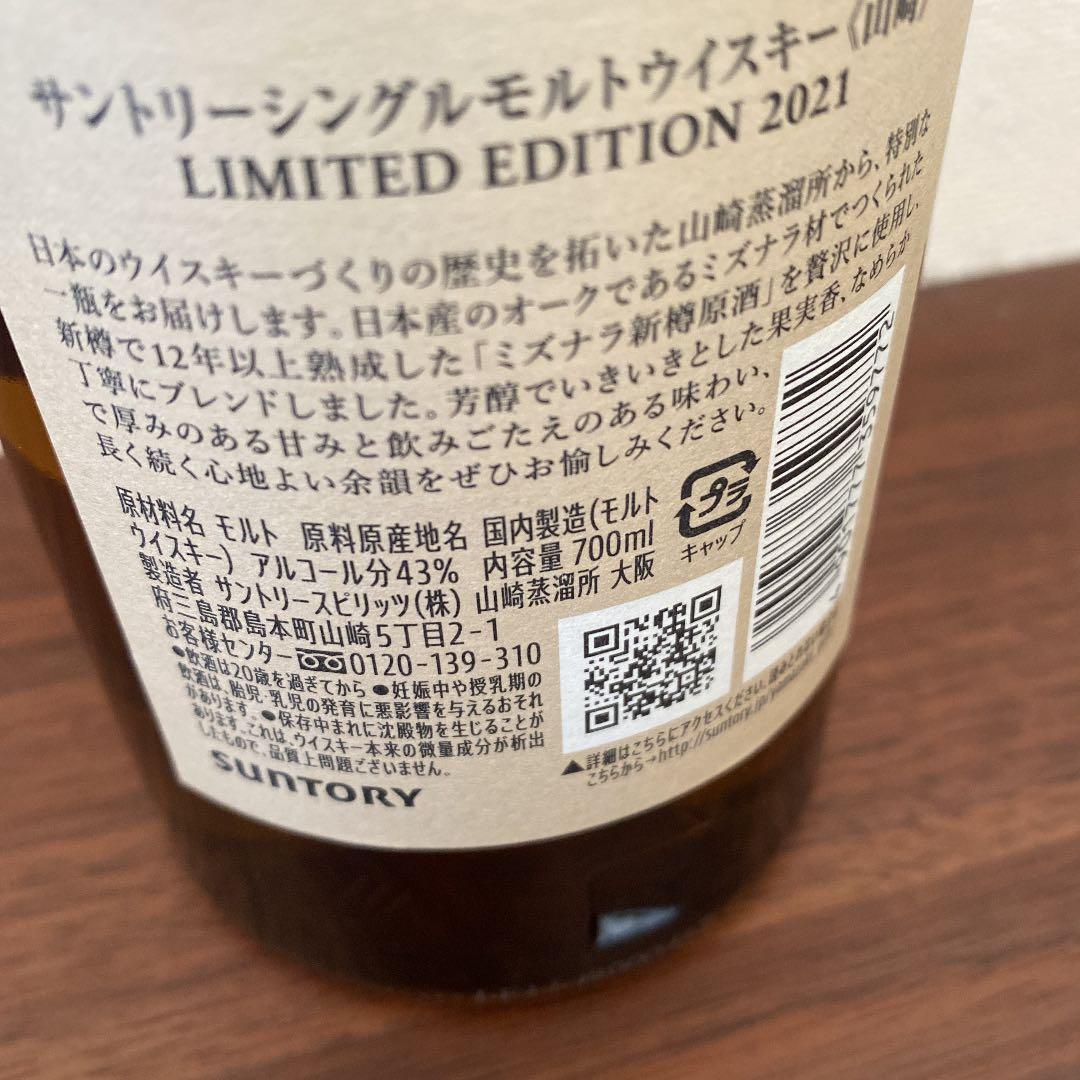 サントリーシングルモルトウイスキー《山崎》
LIMITED EDITION 2021
日本のウイスキーづくりの歴史を拓いた山崎蒸溜所から、特別な
一瓶をお届けします。日本産のオークであるミズナラ材でつくられた
新樽で12年以上熟成した「ミズナラ新樽原酒」を贅沢に使用し、
丁寧にブレンドしました。芳醇でいきいきとした果実香、なめらか
で厚みのある甘みと飲みごたえのある味わい、
長く続く心地よい余韻をぜひお愉しみください。
原材料名 モルト 原料原産地名 国内製造(モルト
ウイスキー) アルコール分43% 内容量 700ml
製造者 サントリースピリッツ(株) 山崎蒸溜所 大阪
府三島郡島本町山崎5丁目2-1
お客様センター 0120-139-310
●飲酒は20歳を過ぎてから ●妊娠中や授乳期の
飲酒は、胎児・乳児の発育に悪影響を与えるおそれ
があります。 ●保存中まれに沈殿物を生じることが
あります。これは、ウイスキー本来の微量成分が析出
したもので、品質上問題ございません。
SUNTORY
プラ
キャップ
▲詳細はこちらにアクセスください。読みとれない場合は
こちらから→http://suntory.jp/